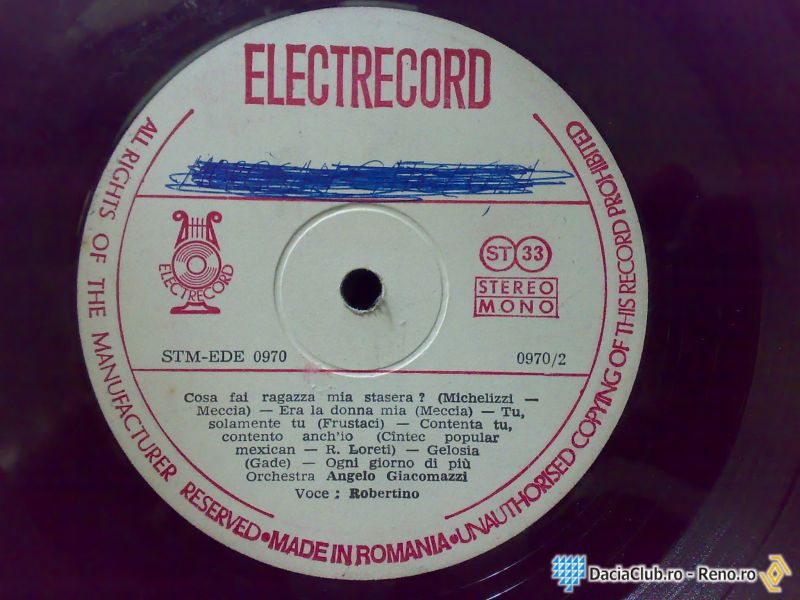 ELECTRECORD
ALL RIGHTS OF THE MANUFACTURER RESERVED • MADE IN ROMANIA • UNAUTHORISED COPYING OF THIS RECORD PROHIBITED
ELECTRECORD
ST 33
STEREO
MONO
STM-EDE 0970
0970/2
Cosa fai ragazza mia stasera? (Michelizzi —
Meccia) — Era la donna mia (Meccia) — Tu,
solamente tu (Frustaci) — Contenta tu,
contento anch'io (Cîntec popular
mexican — R. Loreti) — Gelosia
(Gade) — Ogni giorno di più
Orchestra Angelo Giacomazzi
Voce : Robertino
DaciaClub.ro - Reno.ro